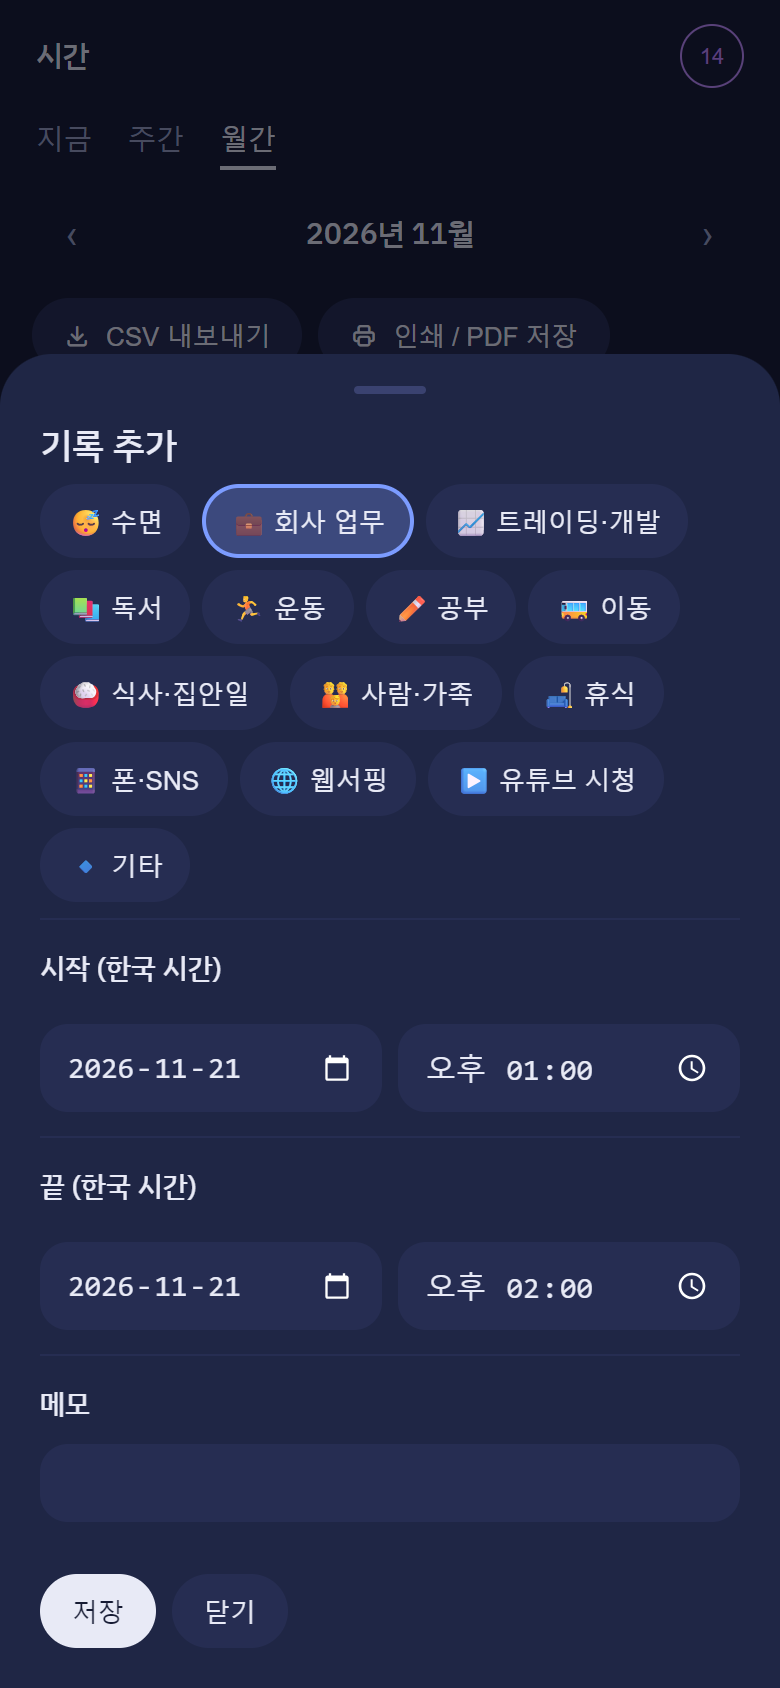 시간
14
지금 주간 월간
‹ 2026년 11월 ›
CSV 내보내기 인쇄 / PDF 저장
기록 추가
수면 회사 업무 트레이딩·개발
독서 운동 공부 이동
식사·집안일 사람·가족 휴식
폰·SNS 웹서핑 유튜브 시청
기타
시작 (한국 시간)
2026-11-21 오후 01:00
끝 (한국 시간)
2026-11-21 오후 02:00
메모
저장 닫기